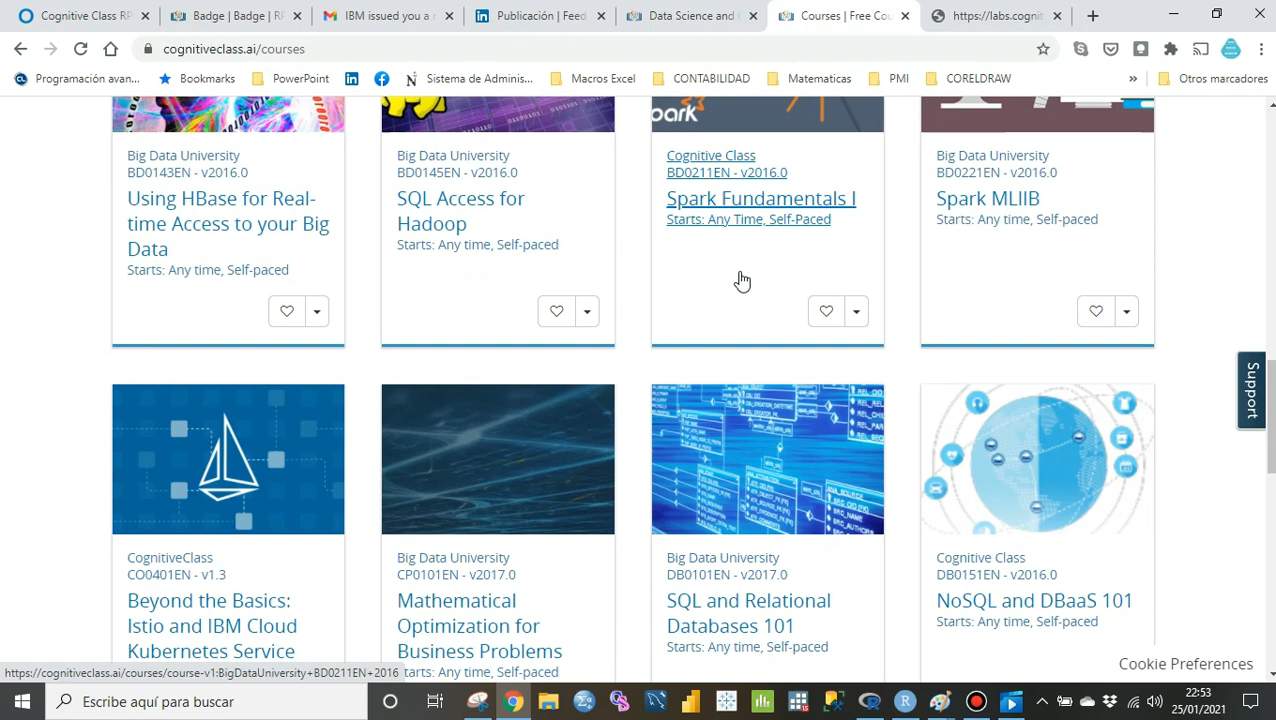 Cognitive Class RP
Badge | Badge | RP
IBM issued you a n
Publicación | Feed
Data Science and C
Courses | Free Cou
https://labs.cognit
cognitiveclass.ai/courses
Programación avan...
Bookmarks
PowerPoint
Sistema de Adminis...
Macros Excel
CONTABILIDAD
Matematicas
PMI
CORELDRAW
»
Otros marcadores
park
Big Data University
BD0143EN - v2016.0
Using HBase for Real-
time Access to your Big
Data
Starts: Any time, Self-paced
Big Data University
BD0145EN - v2016.0
SQL Access for
Hadoop
Starts: Any time, Self-paced
Cognitive Class
BD0211EN - v2016.0
Spark Fundamentals I
Starts: Any Time, Self-Paced
Big Data University
BD0221EN - v2016.0
Spark MLIIB
Starts: Any time, Self-paced
Support
CognitiveClass
CO0401EN - v1.3
Beyond the Basics:
Istio and IBM Cloud
Kubernetes Service
Big Data University
CP0101EN - v2017.0
Mathematical
Optimization for
Business Problems
Starts: Any time, Self-paced
Big Data University
DB0101EN - v2017.0
SQL and Relational
Databases 101
Starts: Any time, Self-paced
Cognitive Class
DB0151EN - v2016.0
NoSQL and DBaaS 101
Starts: Any time, Self-paced
Cookie Preferences
https://cognitiveclass.ai/courses/course-v1:BigDataUniversity+BD0211EN+2016
Escribe aquí para buscar
22:53
25/01/2021